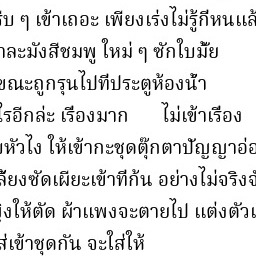 รีบ ๆ เข้าเถอะ เพียงเร่งไม่รู้กี่หนแล้
าละมังสีชมพู ใหม่ ๆ ซักใบมั้ย
ขณะถูกรุนไปที่ประตูห้องน้ำ
ไรอีกล่ะ เรื่องมาก ไม่เข้าเรื่อง
หัวไง ให้เข้ากะชุดตุ๊กตาปัญญาอ่อ
ลี้ยงซัดเผียะเข้าที่ก้น อย่างไม่จริงจั
ญิงให้ตัด ผ้าแพงจะตายไป แต่งตัวเ
ส่เข้าชุดกัน จะใส่ให้